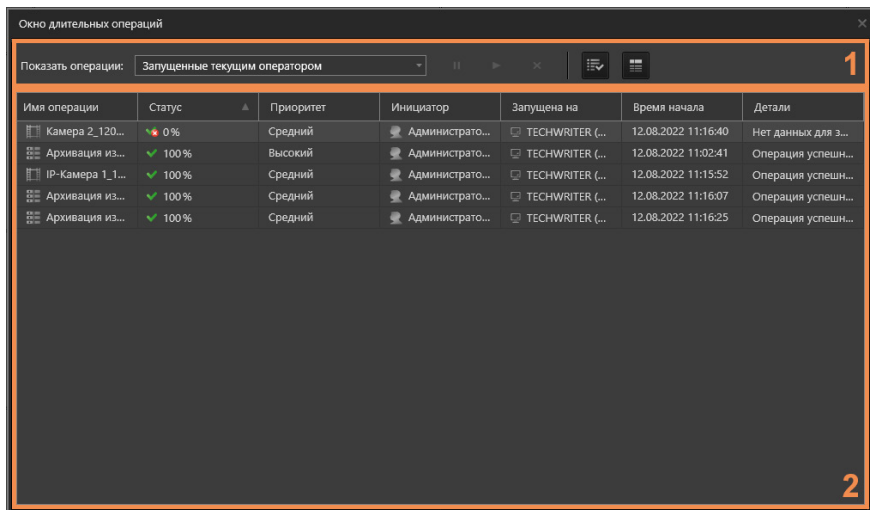 Окно длительных операций
Показать операции: Запущенные текущим оператором 1
Имя операции Статус Приоритет Инициатор Запущена на Время начала Детали
Камера 2_120... 0 % Средний Администрато... TECHWRITER (... 12.08.2022 11:16:40 Нет данных для з...
Архивация из... 100 % Высокий Администрато... TECHWRITER (... 12.08.2022 11:02:41 Операция успешн...
IP-Камера 1_1... 100 % Средний Администрато... TECHWRITER (... 12.08.2022 11:15:52 Операция успешн...
Архивация из... 100 % Средний Администрато... TECHWRITER (... 12.08.2022 11:16:07 Операция успешн...
Архивация из... 100 % Средний Администрато... TECHWRITER (... 12.08.2022 11:16:25 Операция успешн...
2